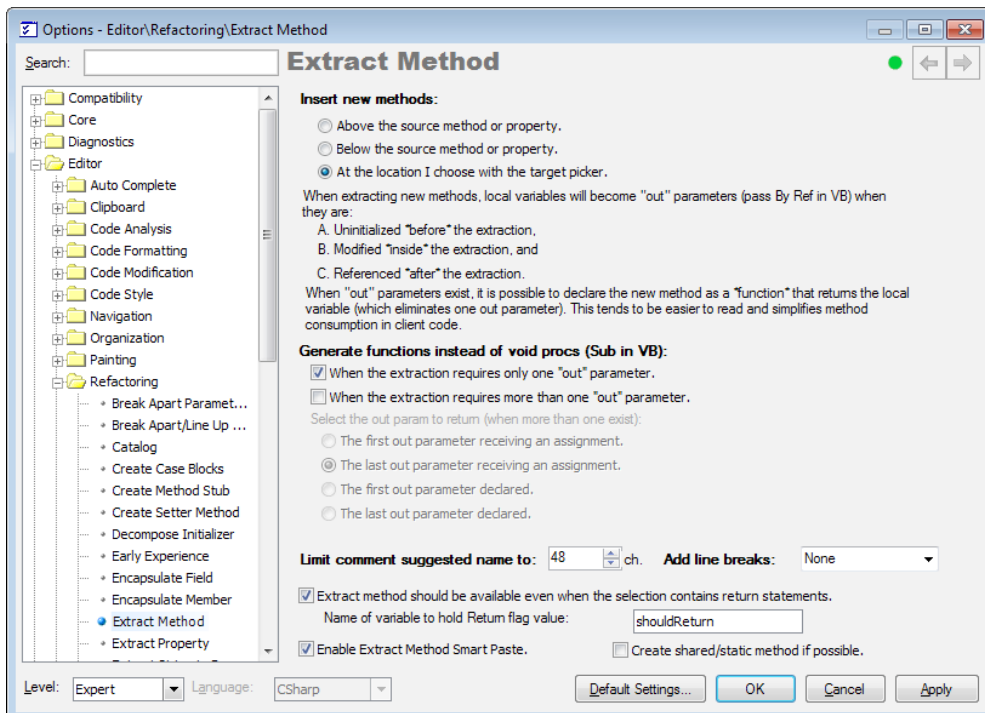 Options - Editor\Refactoring\Extract Method
Search:
Extract Method
Compatibility
Core
Diagnostics
Editor
Auto Complete
Clipboard
Code Analysis
Code Formatting
Code Modification
Code Style
Navigation
Organization
Painting
Refactoring
Break Apart Paramet...
Break Apart/Line Up ...
Catalog
Create Case Blocks
Create Method Stub
Create Setter Method
Decompose Initializer
Early Experience
Encapsulate Field
Encapsulate Member
Extract Method
Extract Property
Insert new methods:
Above the source method or property.
Below the source method or property.
At the location I choose with the target picker.
When extracting new methods, local variables will become "out" parameters (pass By Ref in VB) when
they are:
A. Uninitialized *before* the extraction,
B. Modified *inside* the extraction, and
C. Referenced *after* the extraction.
When "out" parameters exist, it is possible to declare the new method as a *function* that returns the local
variable (which eliminates one out parameter). This tends to be easier to read and simplifies method
consumption in client code.
Generate functions instead of void procs (Sub in VB):
When the extraction requires only one "out" parameter.
When the extraction requires more than one "out" parameter.
Select the out param to return (when more than one exist):
The first out parameter receiving an assignment.
The last out parameter receiving an assignment.
The first out parameter declared.
The last out parameter declared.
Limit comment suggested name to: 48 ch. Add line breaks: None
Extract method should be available even when the selection contains return statements.
Name of variable to hold Return flag value: shouldReturn
Enable Extract Method Smart Paste. Create shared/static method if possible.
Level: Expert Language: CSharp Default Settings... OK Cancel Apply